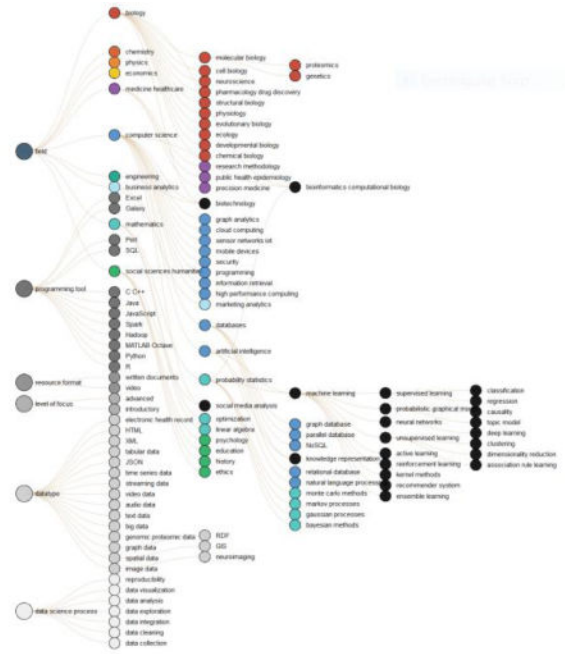 biology
chemistry
physics
economics
medicine healthcare
computer science
field
engineering
business analytics
Excel
Galaxy
mathematics
Perl
SQL
social sciences humanities
programming tool
C C++
Java
JavaScript
Spark
Hadoop
MATLAB Octave
Python
R
resource format
written documents
video
level of focus
advanced
introductory
electronic health record
HTML
XML
tabular data
JSON
time series data
streaming data
datatype
video data
audio data
text data
big data
genomic proteomic data
graph data
spatial data
image data
reproducibility
data visualization
data analysis
data science process
data exploration
data integration
data cleaning
data collection
molecular biology
cell biology
neuroscience
pharmacology drug discovery
structural biology
physiology
evolutionary biology
ecology
developmental biology
chemical biology
research methodology
public health epidemiology
precision medicine
biotechnology
graph analytics
cloud computing
sensor networks iot
mobile devices
security
programming
information retrieval
high performance computing
marketing analytics
databases
artificial intelligence
probability statistics
social media analysis
optimization
linear algebra
psychology
education
history
ethics
RDF
GIS
neuroimaging
proteomics
genetics
bioinformatics computational biology
machine learning
graph database
parallel database
NoSQL
knowledge representation
relational database
natural language process
monte carlo methods
markov processes
gaussian processes
bayesian methods
supervised learning
probabilistic graphical mo
neural networks
unsupervised learning
active learning
reinforcement learning
kernel methods
recommender system
ensemble learning
classification
regression
causality
topic model
deep learning
clustering
dimensionality reduction
association rule learning